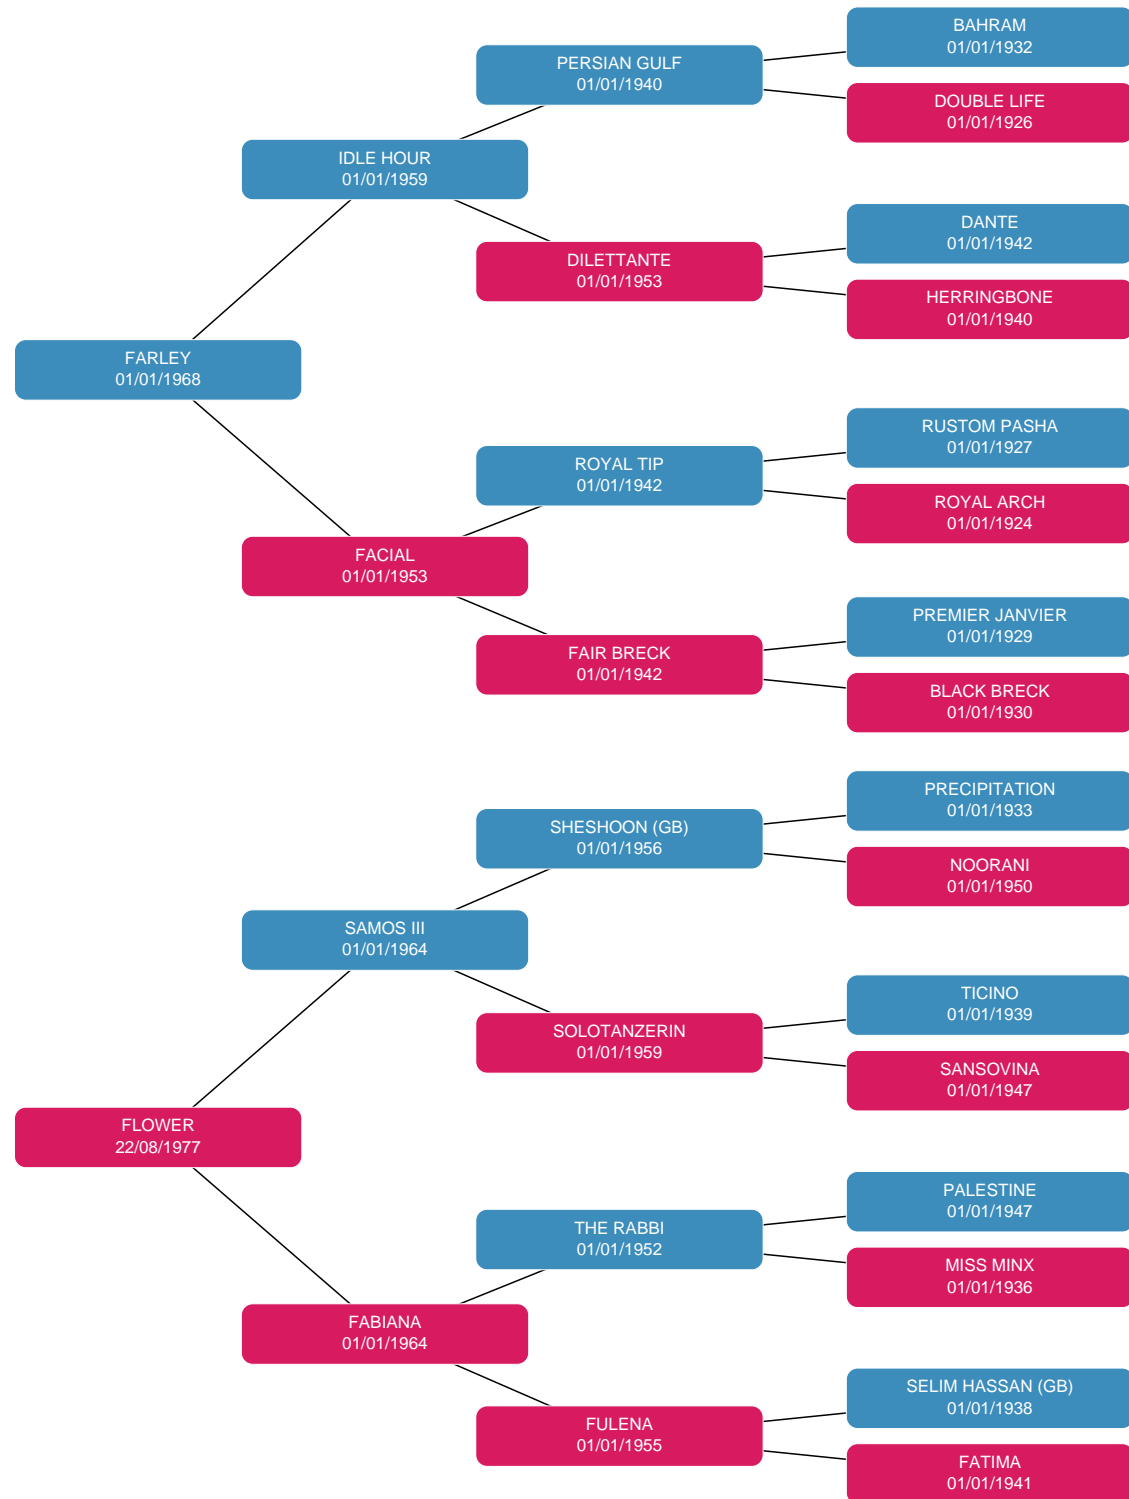 BAHRAM
01/01/1932
PERSIAN GULF
01/01/1940
DOUBLE LIFE
01/01/1926
IDLE HOUR
01/01/1959
DANTE
01/01/1942
DILETTANTE
01/01/1953
HERRINGBONE
01/01/1940
FARLEY
01/01/1968
RUSTOM PASHA
01/01/1927
ROYAL TIP
01/01/1942
ROYAL ARCH
01/01/1924
FACIAL
01/01/1953
PREMIER JANVIER
01/01/1929
FAIR BRECK
01/01/1942
BLACK BRECK
01/01/1930
PRECIPITATION
01/01/1933
SHESHOON (GB)
01/01/1956
NOORANI
01/01/1950
SAMOS III
01/01/1964
TICINO
01/01/1939
SOLOTANZERIN
01/01/1959
SANSOVINA
01/01/1947
FLOWER
22/08/1977
PALESTINE
01/01/1947
THE RABBI
01/01/1952
MISS MINX
01/01/1936
FABIANA
01/01/1964
SELIM HASSAN (GB)
01/01/1938
FULENA
01/01/1955
FATIMA
01/01/1941